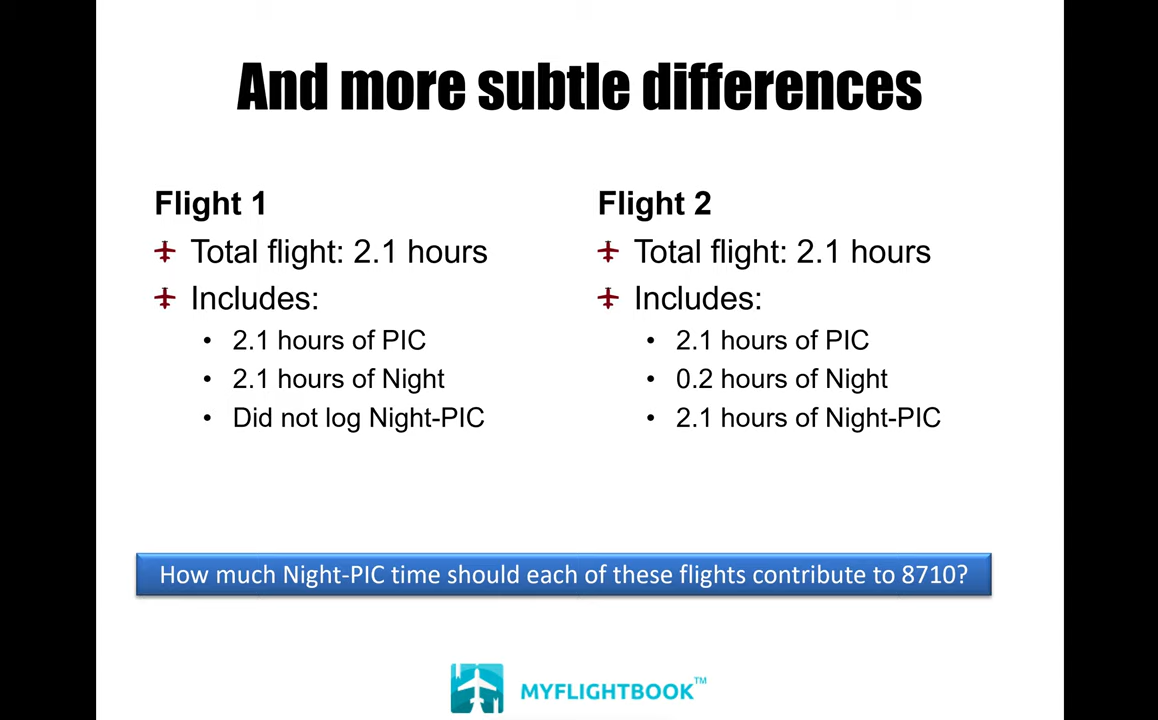 And more subtle differences
Flight 1
Total flight: 2.1 hours
Includes:
• 2.1 hours of PIC
• 2.1 hours of Night
• Did not log Night-PIC
Flight 2
Total flight: 2.1 hours
Includes:
• 2.1 hours of PIC
• 0.2 hours of Night
• 2.1 hours of Night-PIC
How much Night-PIC time should each of these flights contribute to 8710?
MYFLIGHTBOOK™